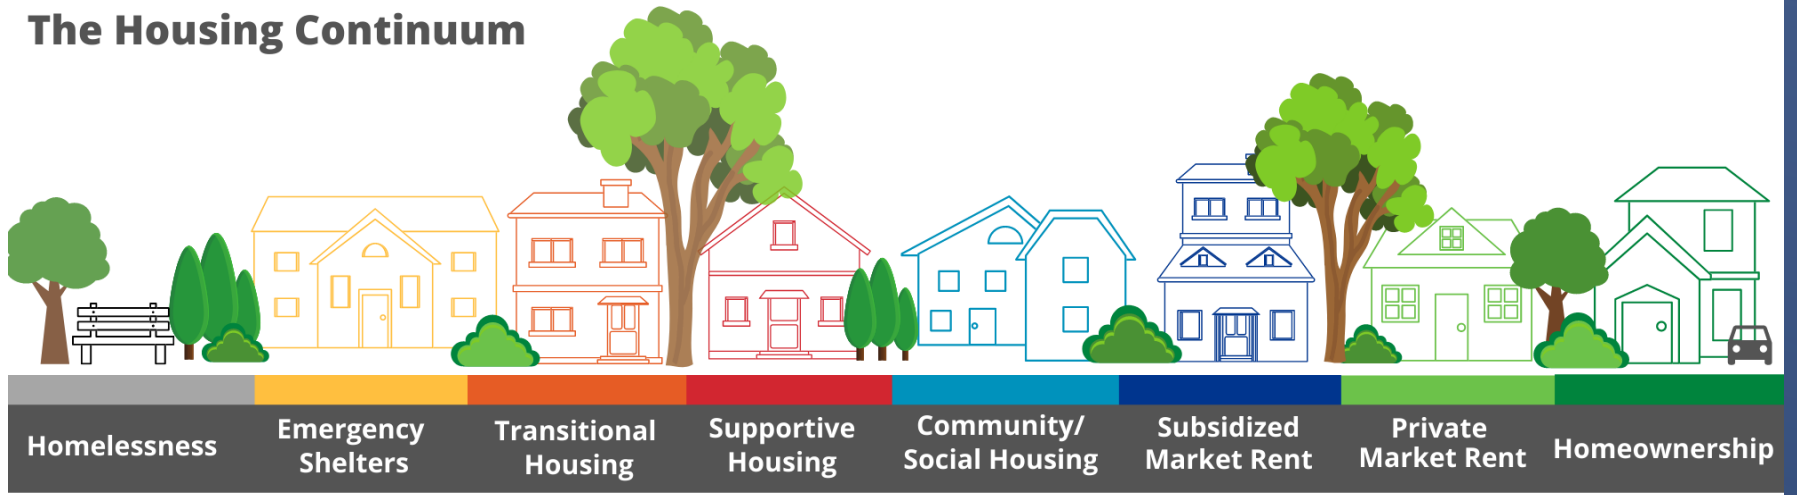 The Housing Continuum
Homelessness
Emergency
Shelters
Transitional
Housing
Supportive
Housing
Community/
Social Housing
Subsidized
Market Rent
Private
Market Rent
Homeownership